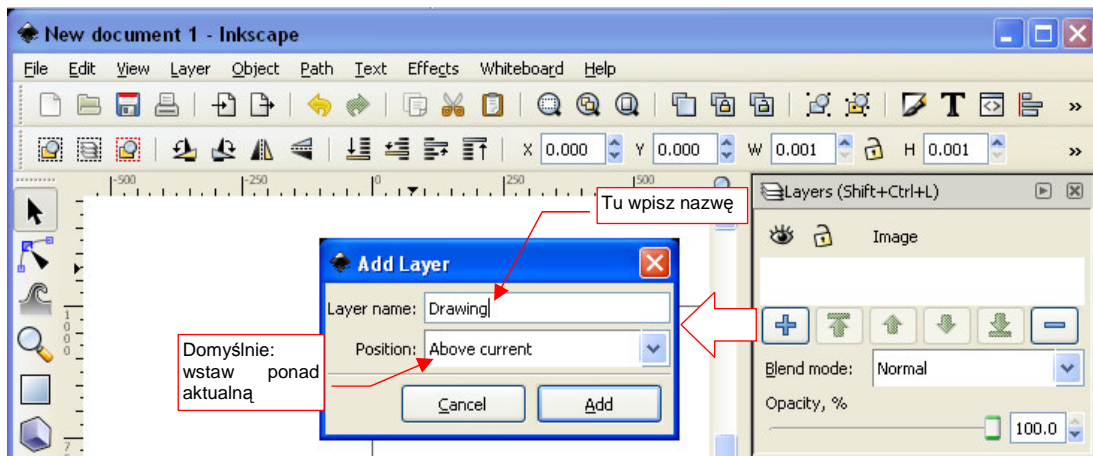 New document 1 - Inkscape
File Edit View Layer Object Path Text Effects Whiteboard Help
X 0.000 Y 0.000 W 0.001 H 0.001
-500 -250 0 250 500
Tu wpisz nazwę
Layers (Shift+Ctrl+L)
Image
Add Layer
Layer name: Drawing
Position: Above current
Domyślnie:
wstaw ponad
aktualną
Cancel Add
Blend mode: Normal
Opacity, %
100.0